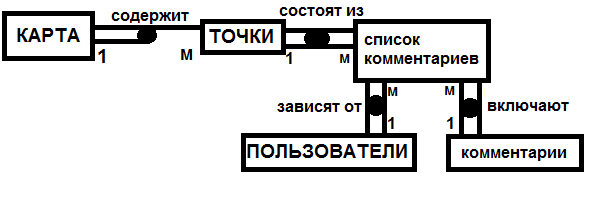 содержит
состоят из
КАРТА
ТОЧКИ
список
комментариев
1
М
1
М
М
М
зависят от
включают
1
1
ПОЛЬЗОВАТЕЛИ
комментарии